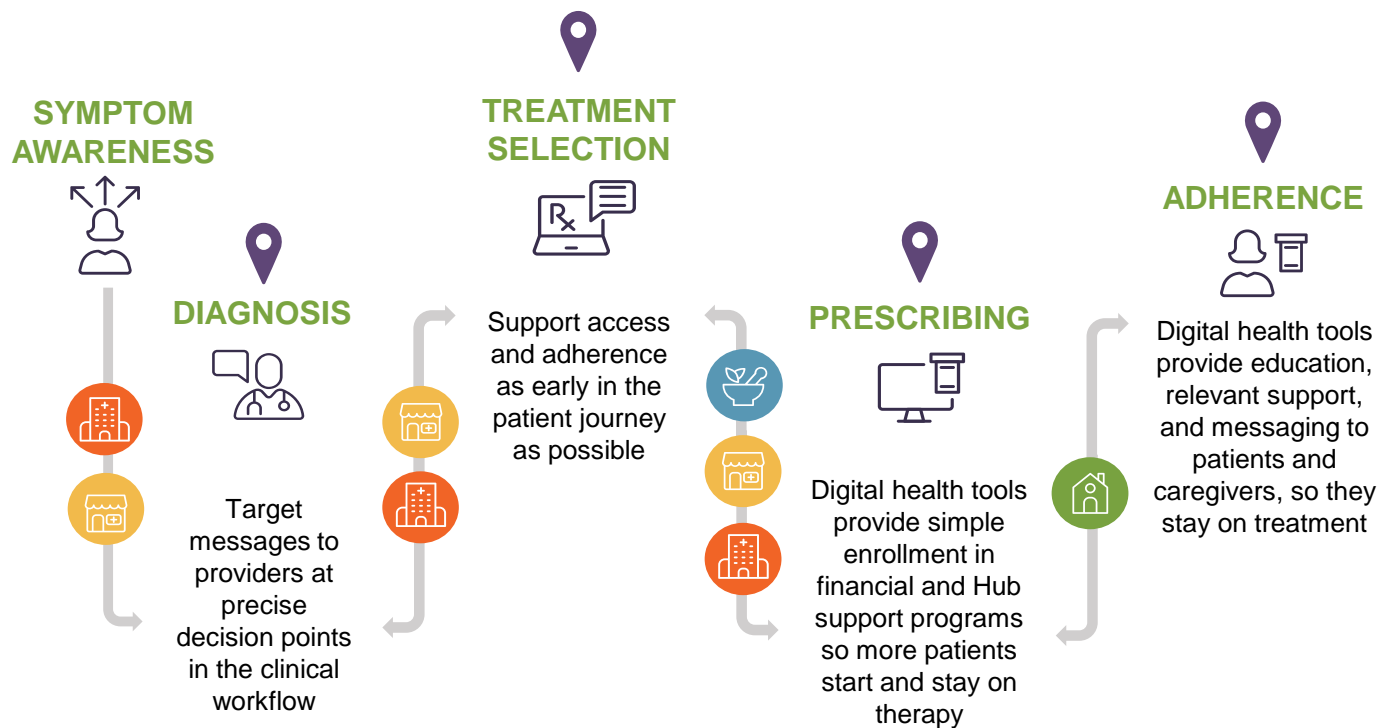 SYMPTOM
AWARENESS
DIAGNOSIS
Target
messages to
providers at
precise
decision points
in the clinical
workflow
TREATMENT
SELECTION
Rx
Support access
and adherence
as early in the
patient journey
as possible
PRESCRIBING
Digital health tools
provide simple
enrollment in
financial and Hub
support programs
so more patients
start and stay on
therapy
ADHERENCE
Digital health tools
provide education,
relevant support,
and messaging to
patients and
caregivers, so they
stay on treatment